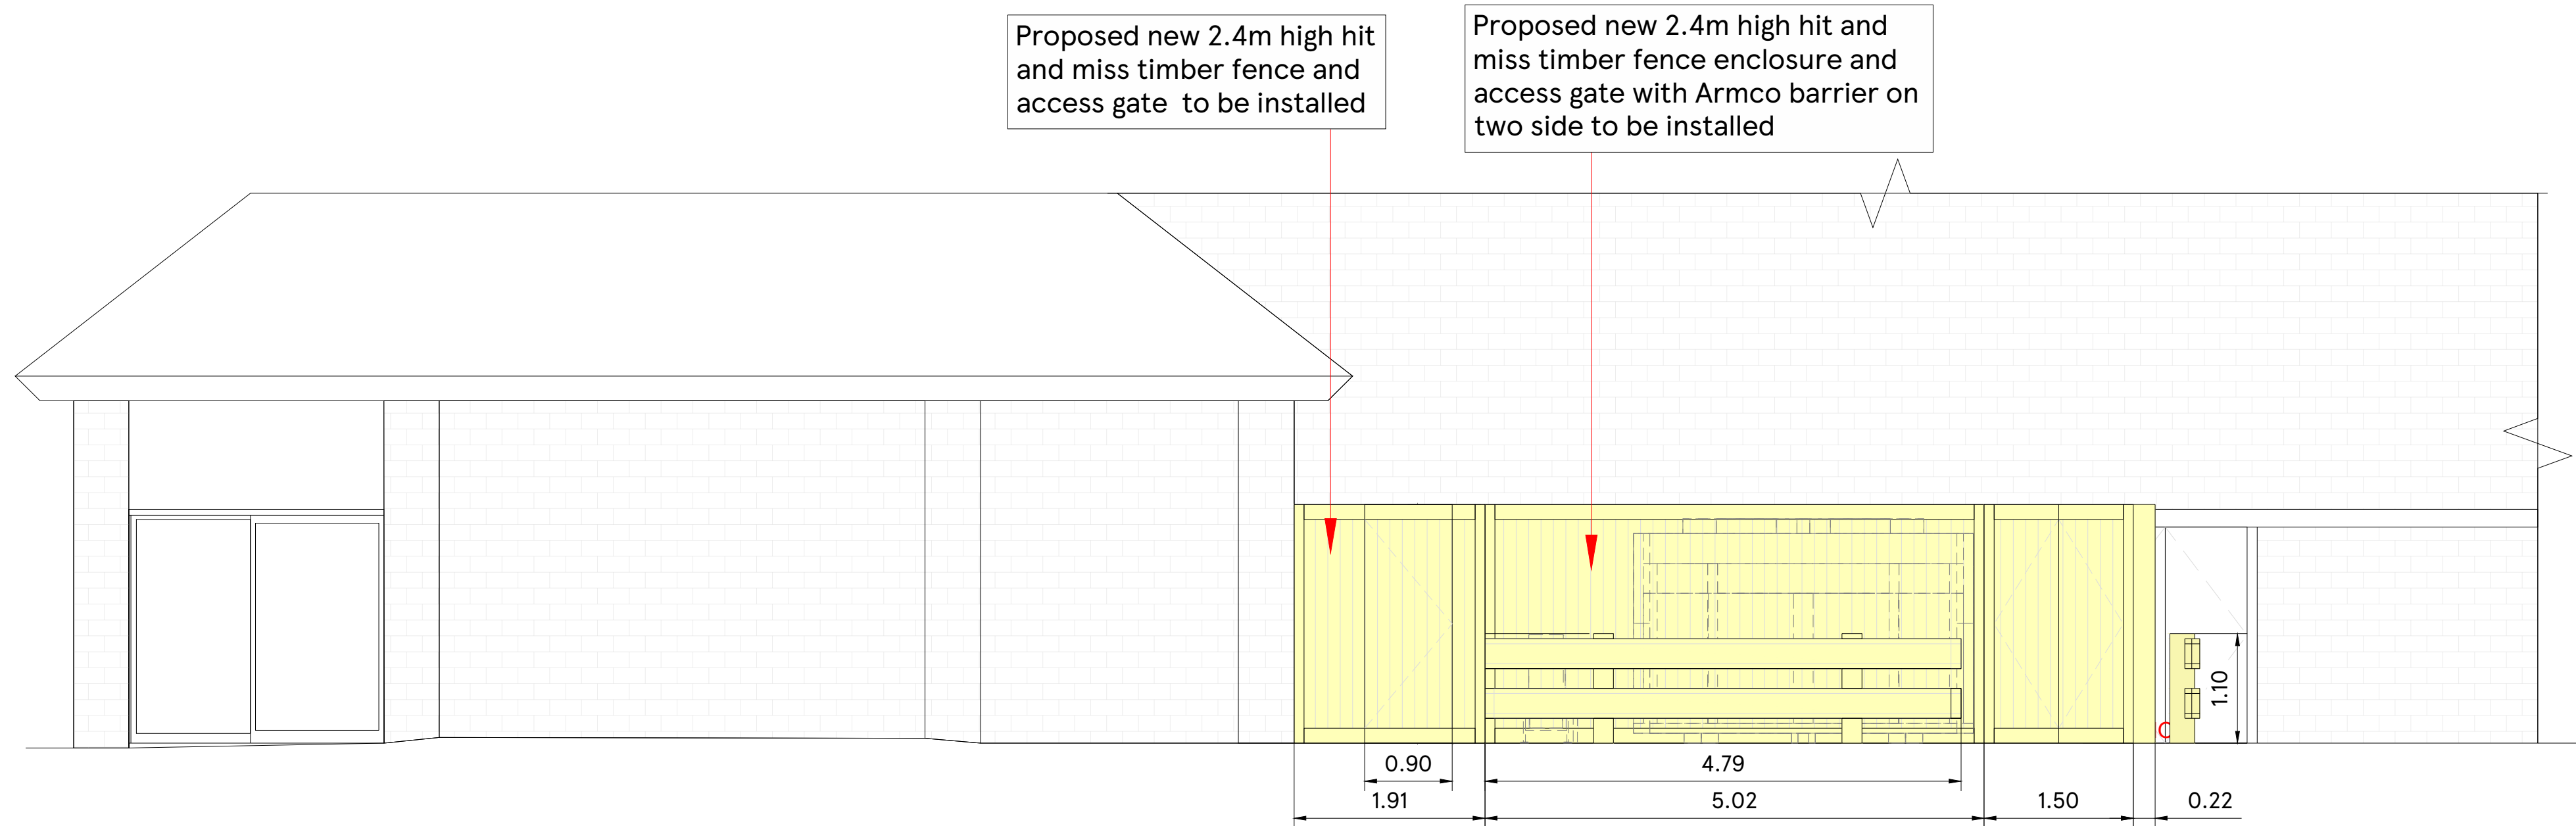 Proposed new 2.4m high hit
and miss timber fence and
access gate to be installed
Proposed new 2.4m high hit and
miss timber fence enclosure and
access gate with Armco barrier on
two side to be installed
1.10
0.90
4.79
1.91
5.02
1.50
0.22